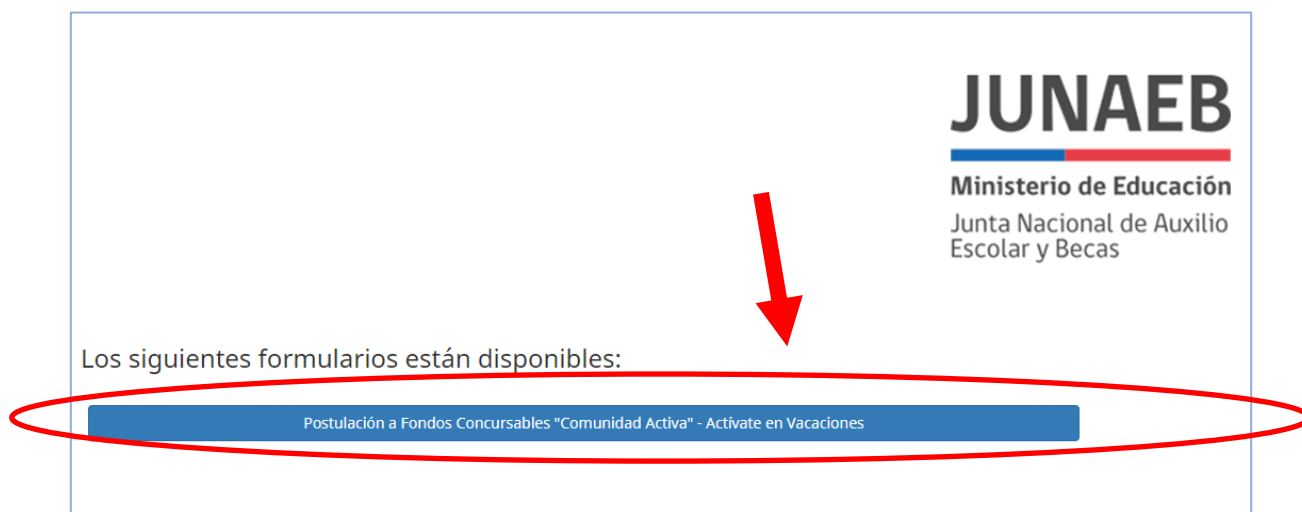 JUNAEB
Ministerio de Educación
Junta Nacional de Auxilio
Escolar y Becas
Los siguientes formularios están disponibles:
Postulación a Fondos Concursables "Comunidad Activa" - Actívate en Vacaciones